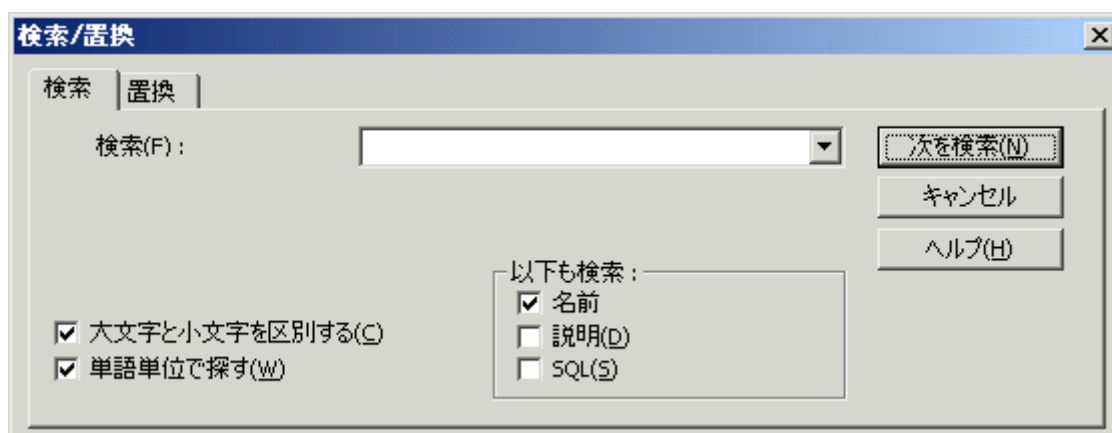 検索/置換
検索
置換
検索(F) :
次を検索(N)
キャンセル
ヘルプ(H)
以下も検索 :
名前
説明(D)
SQL(S)
大文字と小文字を区別する(C)
単語単位で探す(W)